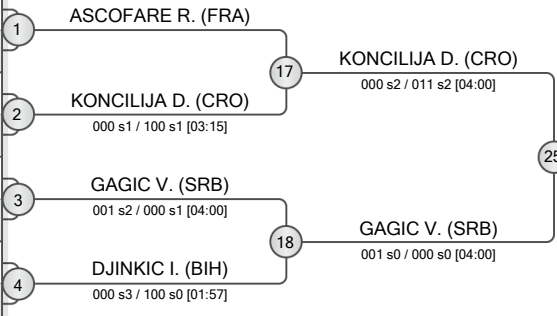 1
ASCOFARE R. (FRA)
17
KONCILIJA D. (CRO)
000 s2 / 011 s2 [04:00]
2
KONCILIJA D. (CRO)
000 s1 / 100 s1 [03:15]
25
3
GAGIC V. (SRB)
001 s2 / 000 s1 [04:00]
18
GAGIC V. (SRB)
001 s0 / 000 s0 [04:00]
4
DJINKIC I. (BIH)
000 s3 / 100 s0 [01:57]